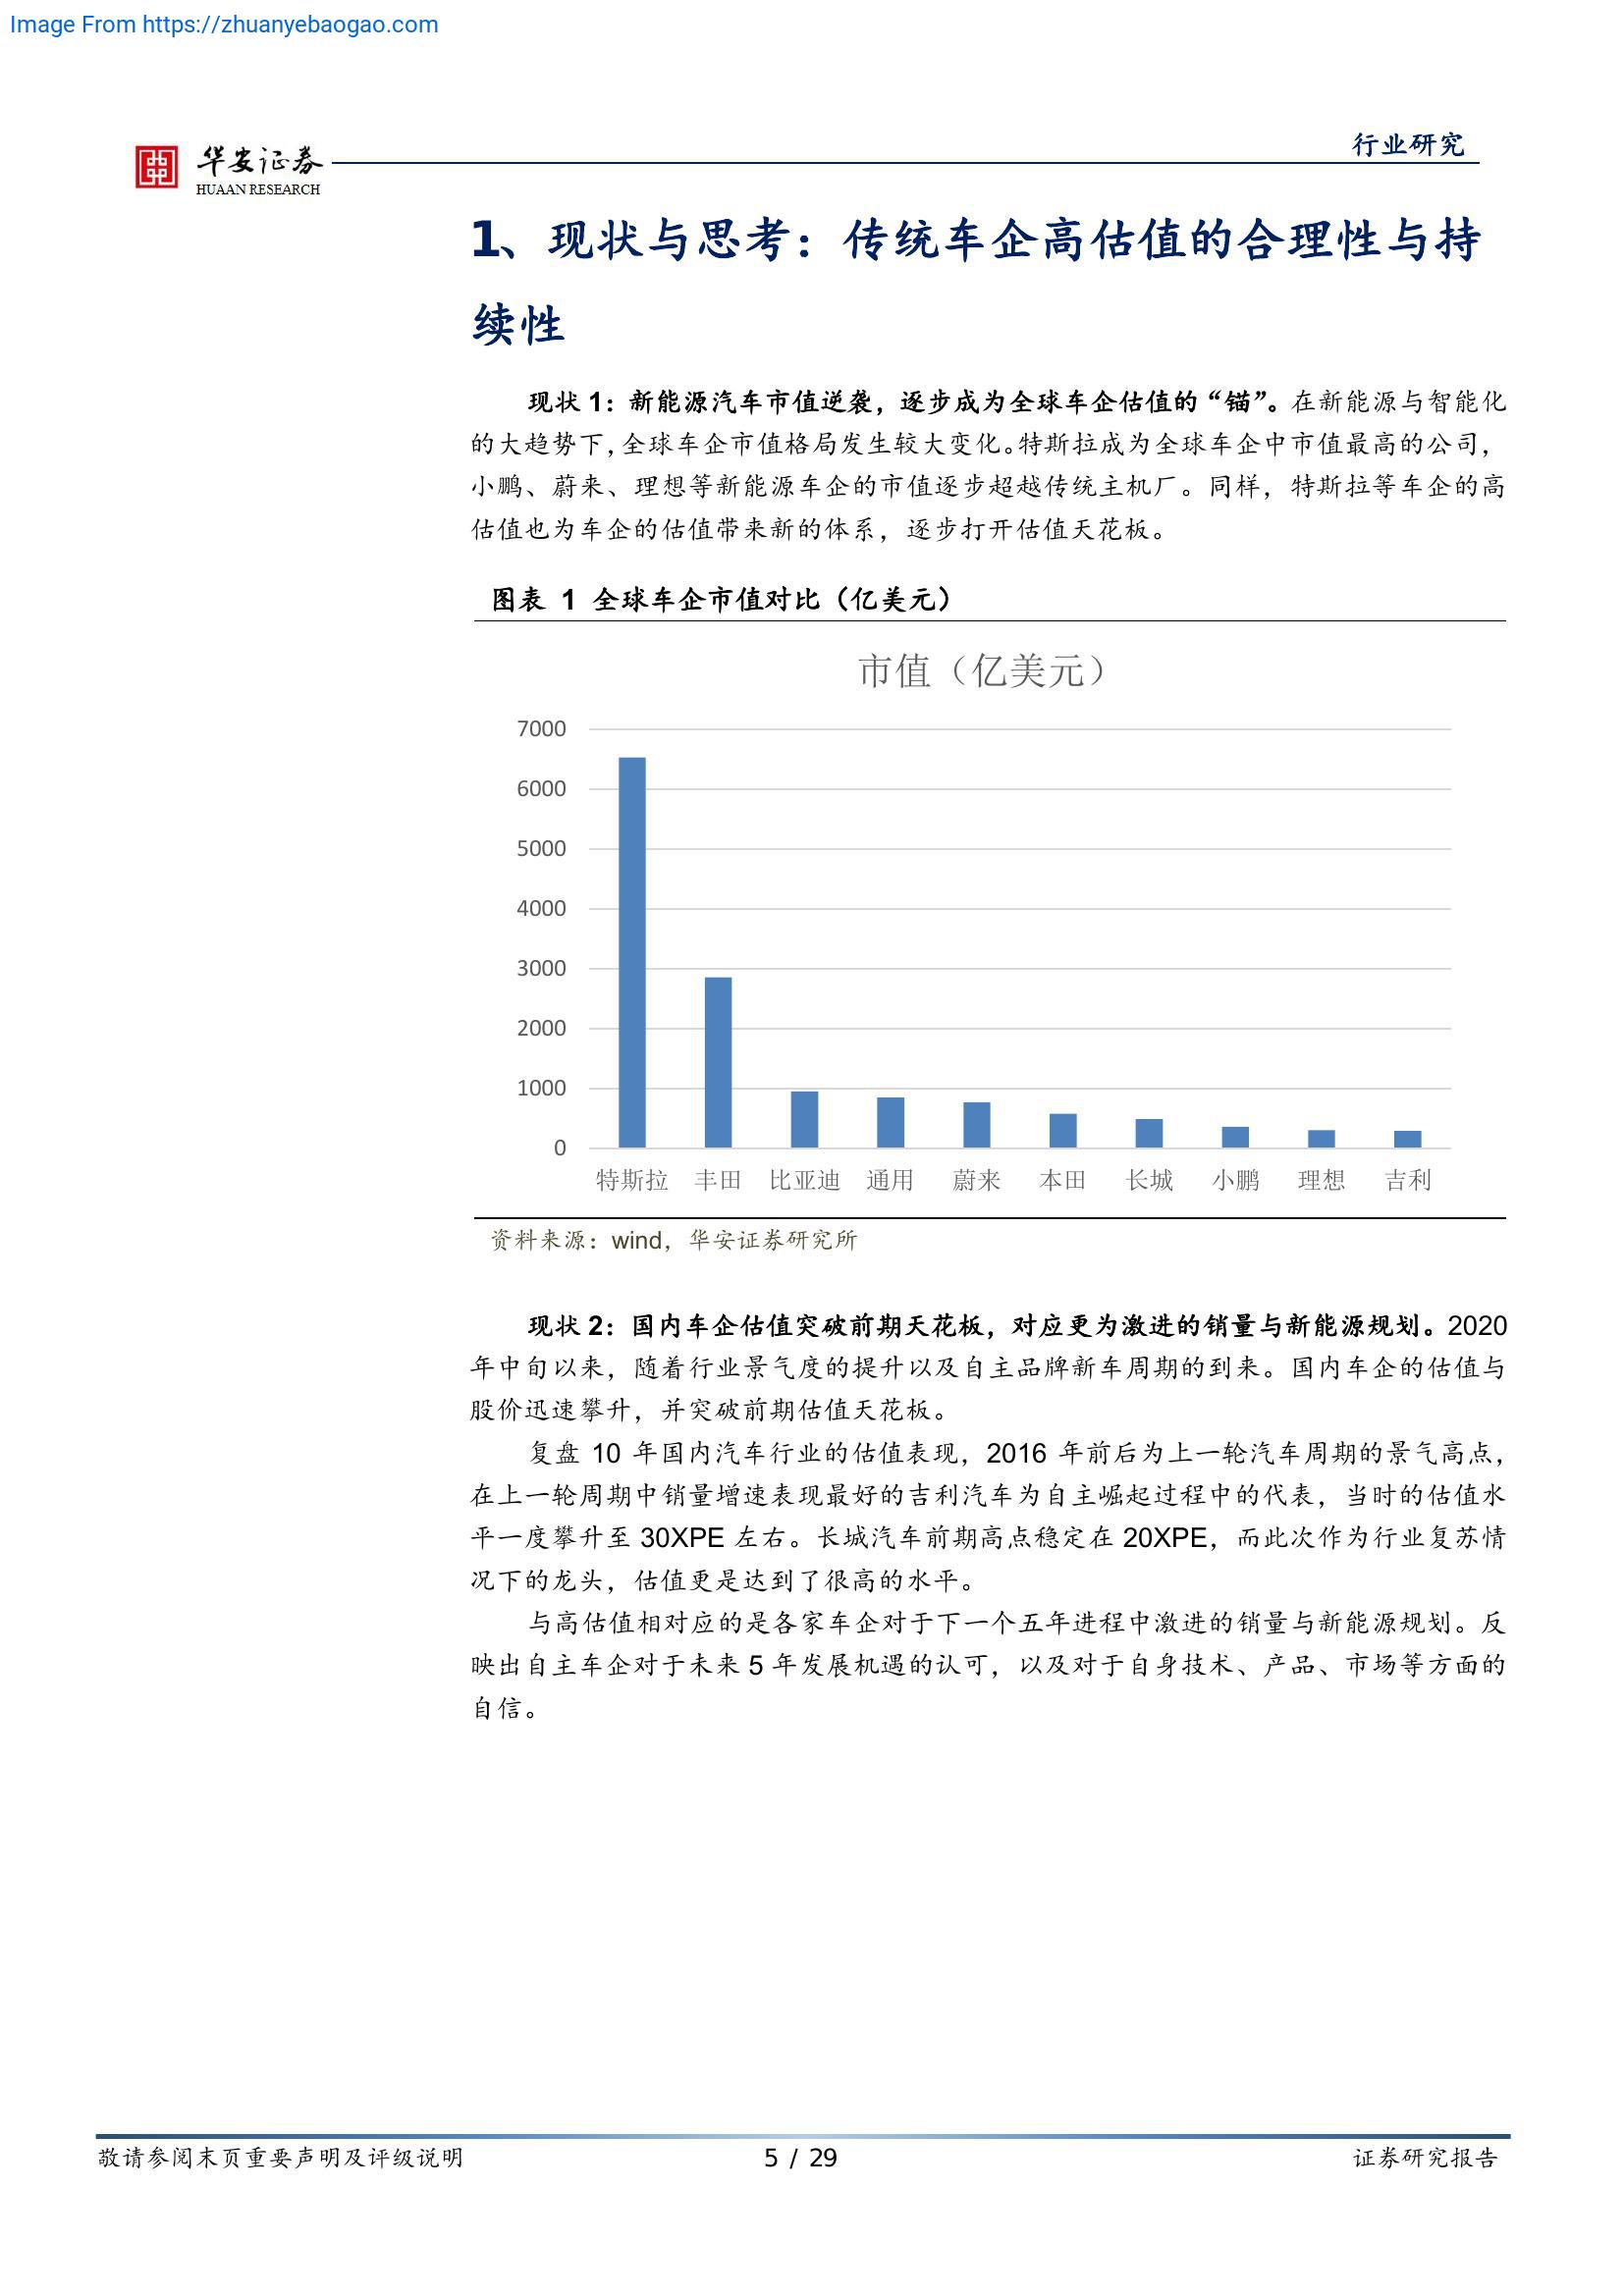 Image From https://zhuanyebaogao.com
华安证券
HUAAN RESEARCH
行业研究
1、现状与思考：传统车企高估值的合理性与持
续性
现状 1：新能源汽车市值逆袭，逐步成为全球车企估值的“锚”。在新能源与智能化
的大趋势下，全球车企市值格局发生较大变化。特斯拉成为全球车企中市值最高的公司，
小鹏、蔚来、理想等新能源车企的市值逐步超越传统主机厂。同样，特斯拉等车企的高
估值也为车企的估值带来新的体系，逐步打开估值天花板。
图表 1 全球车企市值对比（亿美元）
市值（亿美元）
7000
6000
5000
4000
3000
2000
1000
0
特斯拉 丰田 比亚迪 通用 蔚来 本田 长城 小鹏 理想 吉利
资料来源：wind，华安证券研究所
现状 2：国内车企估值突破前期天花板，对应更为激进的销量与新能源规划。2020
年中旬以来，随着行业景气度的提升以及自主品牌新车周期的到来。国内车企的估值与
股价迅速攀升，并突破前期估值天花板。
复盘 10 年国内汽车行业的估值表现，2016 年前后为上一轮汽车周期的景气高点，
在上一轮周期中销量增速表现最好的吉利汽车为自主崛起过程中的代表，当时的估值水
平一度攀升至 30XPE 左右。长城汽车前期高点稳定在 20XPE，而此次作为行业复苏情
况下的龙头，估值更是达到了很高的水平。
与高估值相对应的是各家车企对于下一个五年进程中激进的销量与新能源规划。反
映出自主车企对于未来 5 年发展机遇的认可，以及对于自身技术、产品、市场等方面的
自信。
敬请参阅末页重要声明及评级说明
5 / 29
证券研究报告